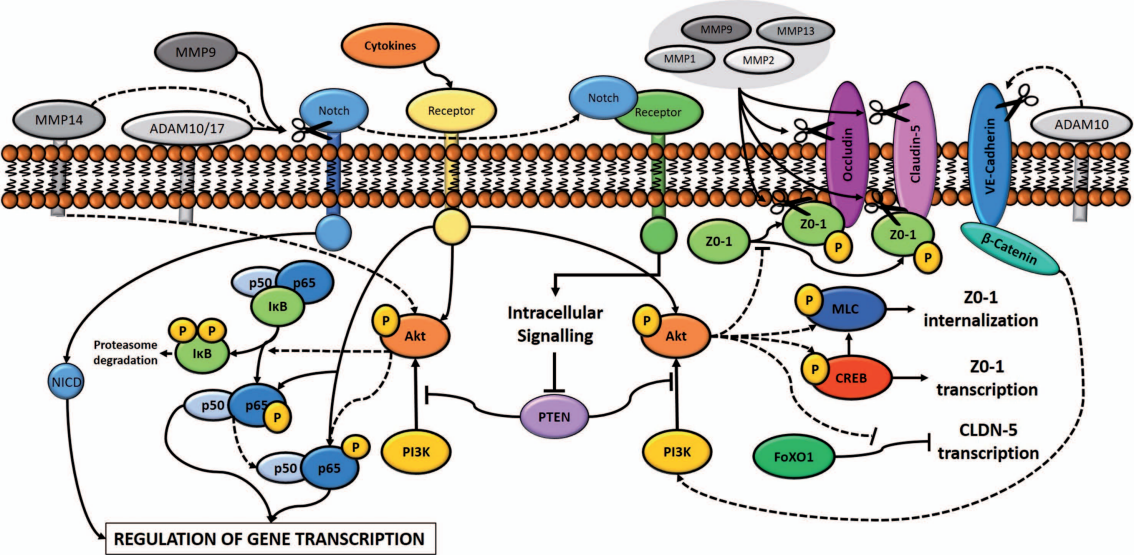 MMP9
Cytokines
MMP9
MMP13
MMP1
MMP2
MMP14
ADAM10/17
Notch
Receptor
Notch
Receptor
Occludin
Claudin-5
VE-Cadherin
ADAM10
Z0-1
Z0-1
P
Z0-1
P
β-Catenin
p50
p65
IκB
P
P
IκB
Proteasome
degradation
P
Akt
Intracellular
Signalling
P
Akt
P
MLC
Z0-1
internalization
P
CREB
Z0-1
transcription
NICD
p50
p65
P
PTEN
CLDN-5
transcription
p50
p65
P
PI3K
PI3K
FoXO1
REGULATION OF GENE TRANSCRIPTION